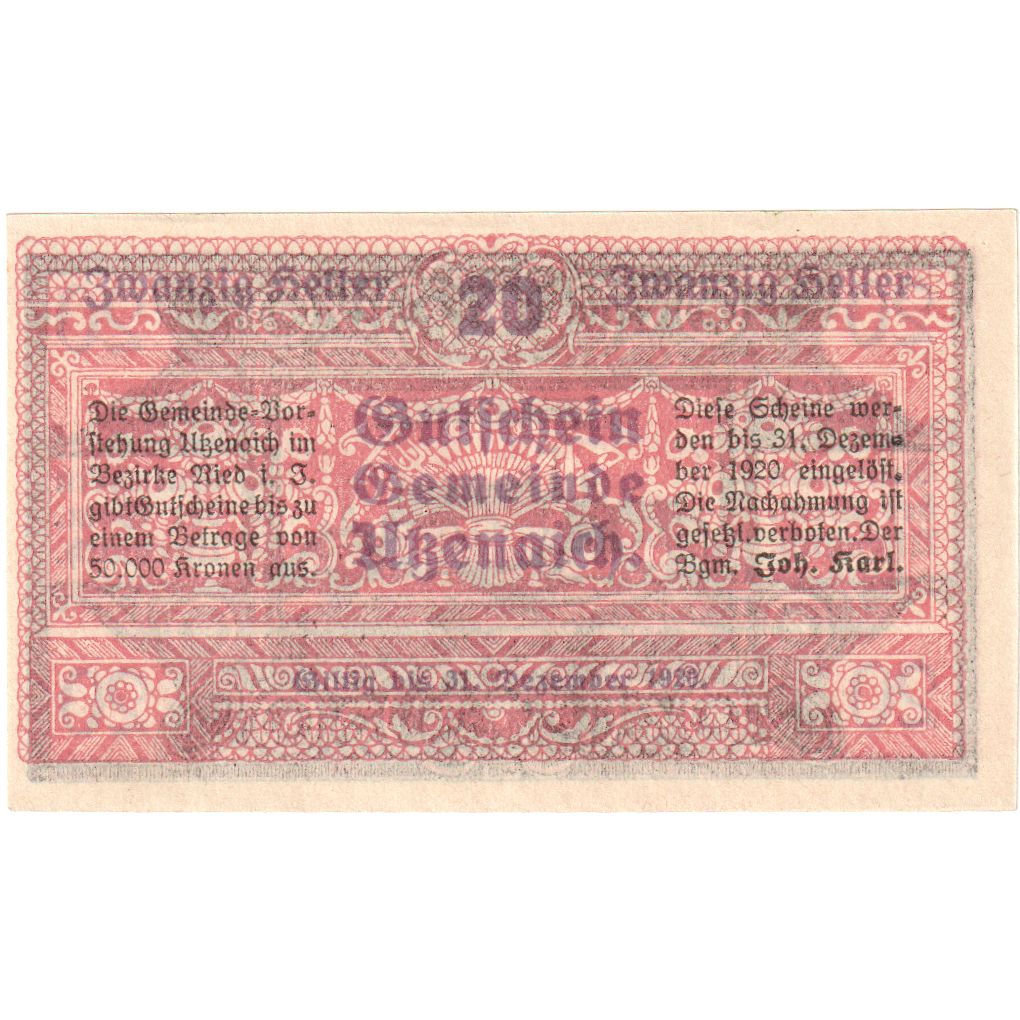 Zwanzig Heller 20 Zwanzig Heller
Die Gemeinde-Vor-
stehung Utzenaich im
Bezirke Ried i. I.
gibt Gutscheine bis zu
einem Betrage von
50.000 Kronen aus.
Gutschein
Gemeinde
Utzenaich.
Diese Scheine wer-
den bis 31. Dezem-
ber 1920 eingelöst.
Die Nachahmung ist
gesetzl. verboten. Der
Bgm. Joh. Karl.
Giltig bis 31. Dezember 1920.